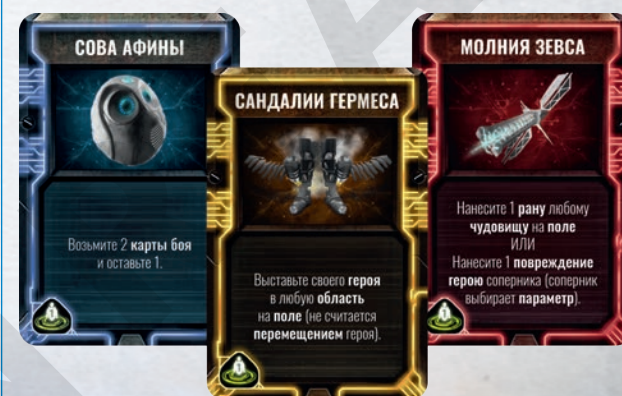 СОВА АФИНЫ
Возьмите 2 карты боя
и оставьте 1.
САНДАЛИИ ГЕРМЕСА
Выставьте своего героя
в любую область
на поле (не считается
перемещением героя).
МОЛНИЯ ЗЕВСА
Нанесите 1 рану любому
чудовищу на поле
ИЛИ
Нанесите 1 повреждение
герою соперника (соперник
выбирает параметр).